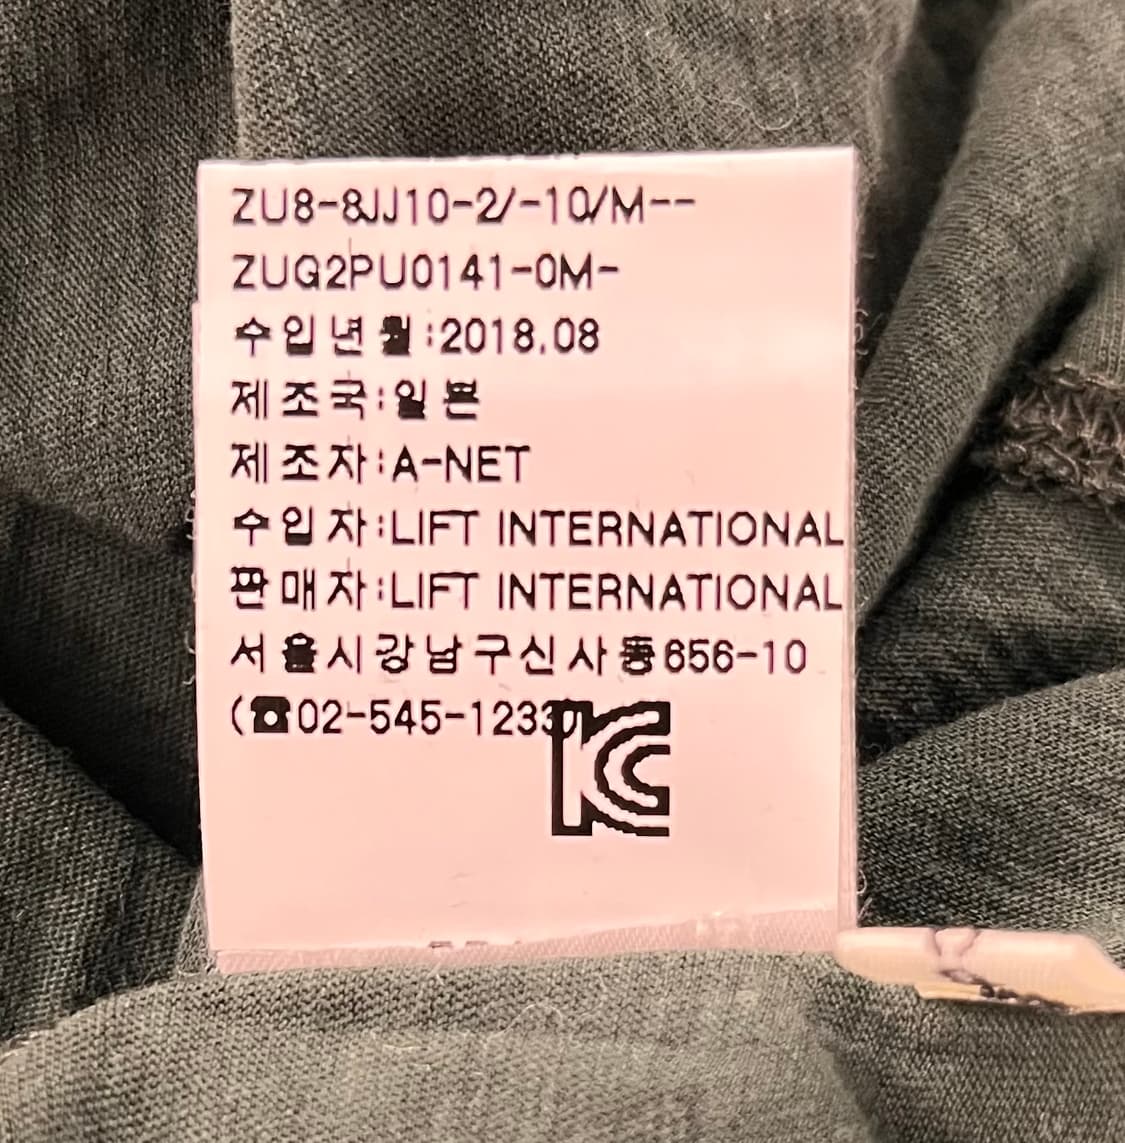 ZU8-8JJ10-2/-10/M--
ZUG2PU0141-0M-
수입년월:2018.08
제조국:일본
제조자:A-NET
수입자:LIFT INTERNATIONAL
판매자:LIFT INTERNATIONAL
서울시강남구신사동656-10
(☎02-545-1233)
KC